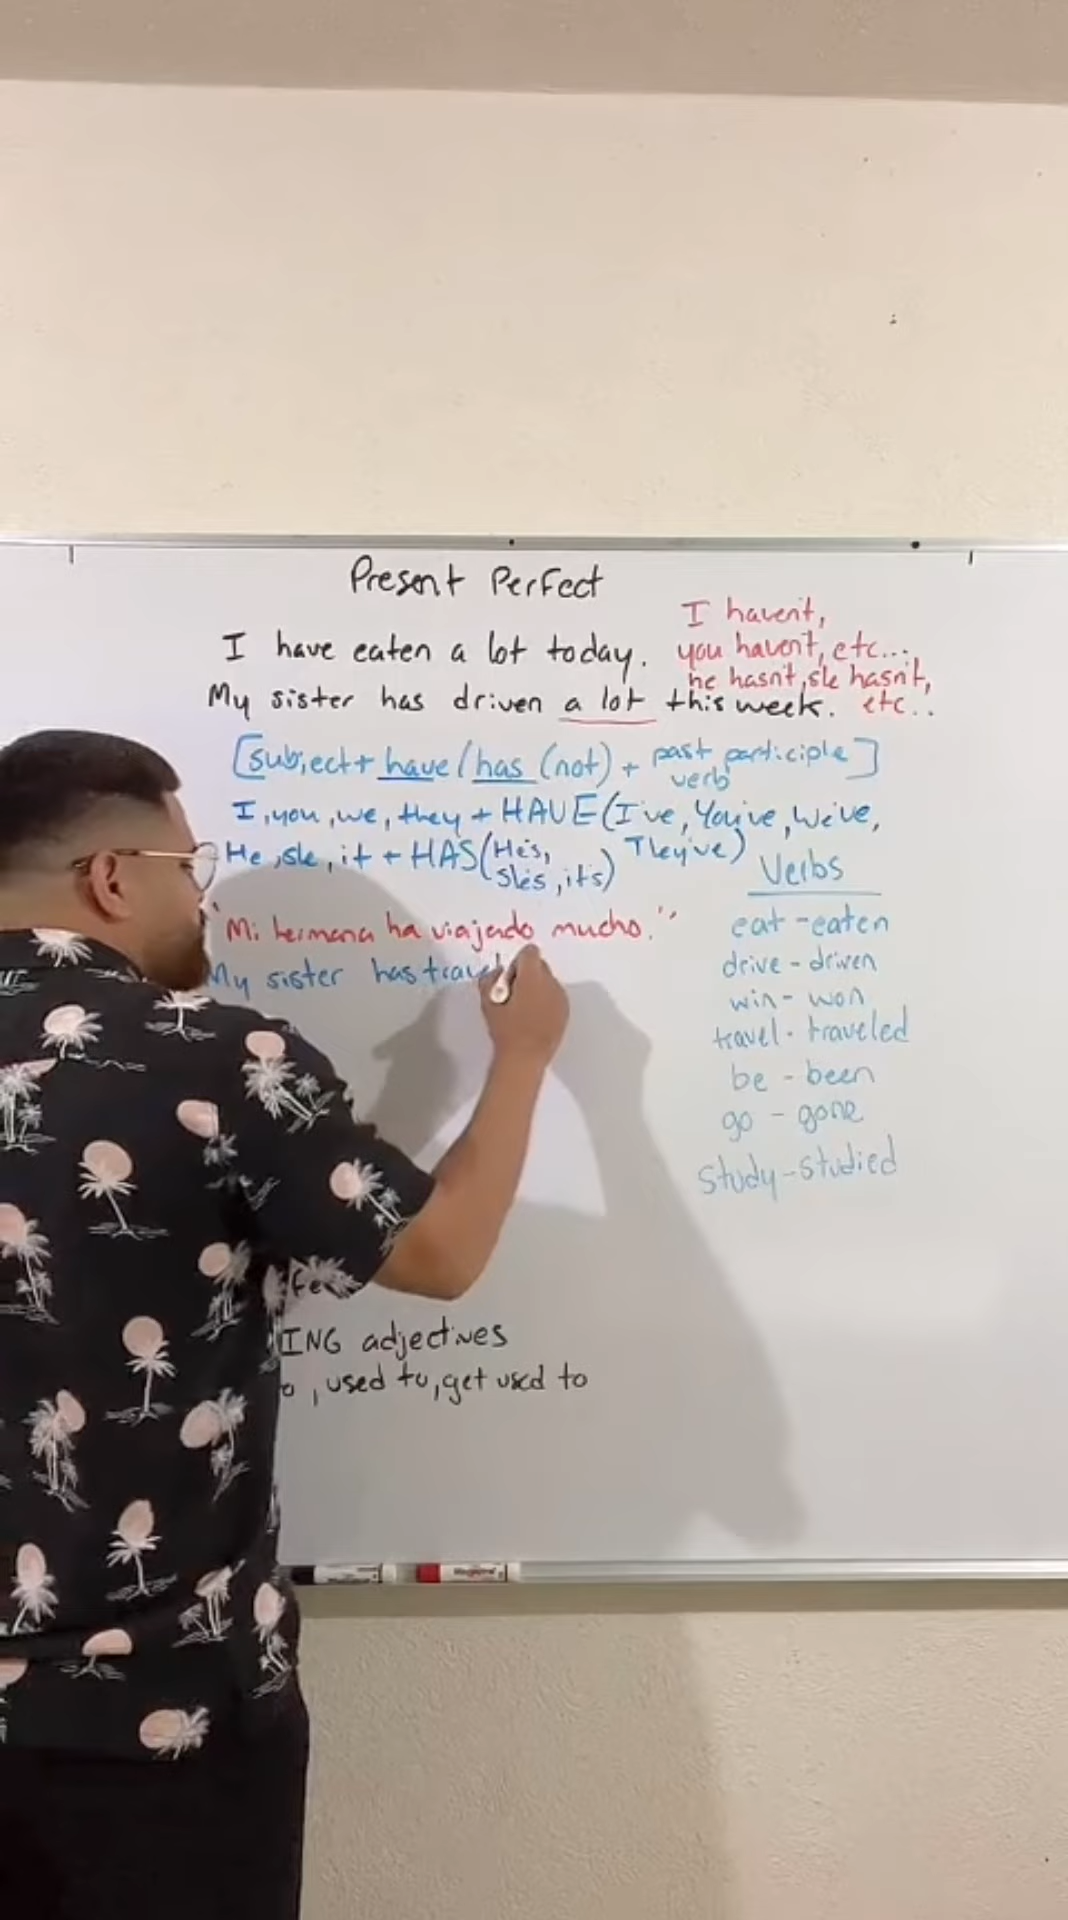 Present Perfect
I haven't,
I have eaten a lot today. you haven't, etc...,
he hasn't, she hasn't,
My sister has driven a lot this week. etc..
[subject + have / has (not) + past participle]
verb
I, you, we, they + HAVE (I've, You've, We've,
They've)
He, she, it + HAS (He's,
She's, it's)
Verbs
"Mi hermana ha viajado mucho."
My sister has
eat - eaten
drive - driven
win - won
travel - traveled
be - been
go - gone
study - studied
ING adjectives
, used to, get used to